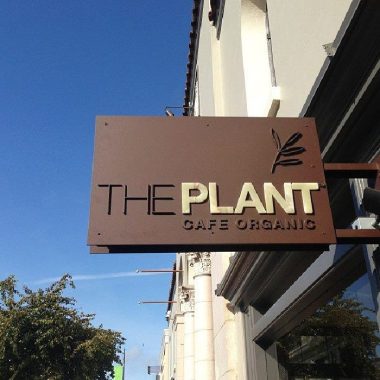 THE PLANT
CAFE ORGANIC